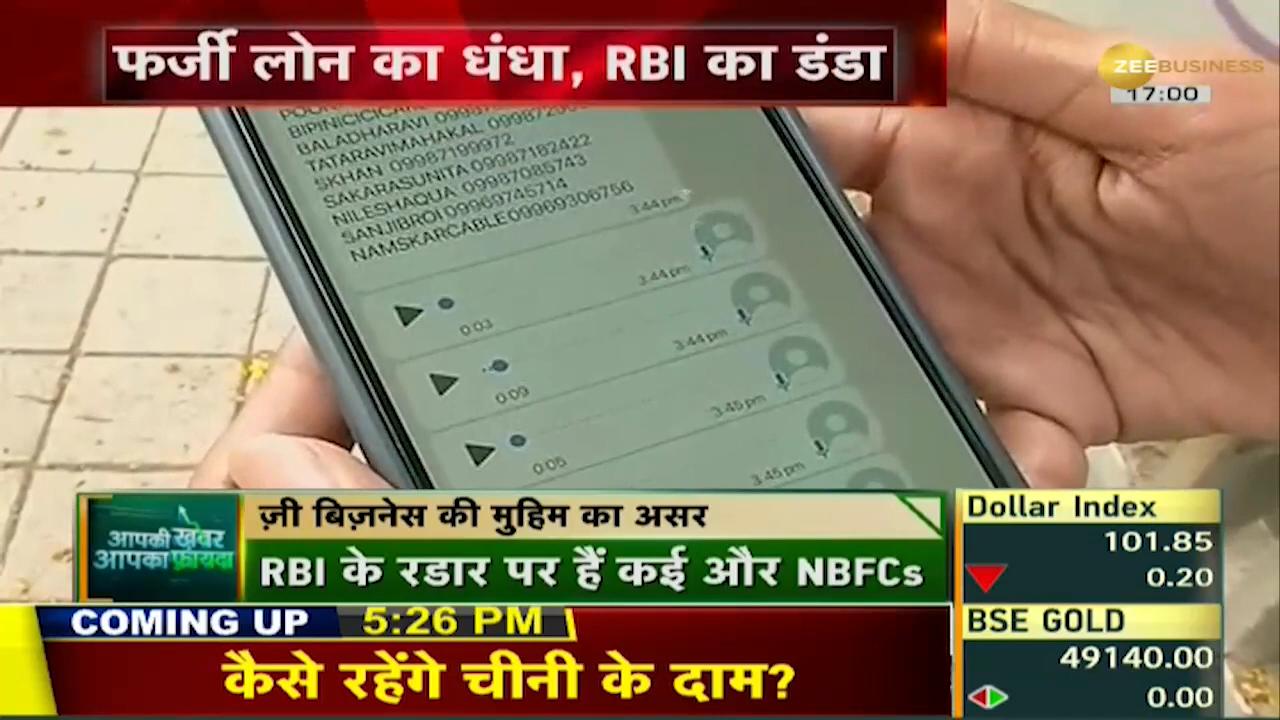 फर्जी लोन का धंधा, RBI का डंडा
ZEEBUSINESS
17:00
BIPINICICICAR
BALADHARAVI
TATARAVIMAHAKAL
SKHAN 09987199972
SAKARASUNITA 09987182422
NILESHAQUA 09987085743
SANJIBROI 09969745714
NAMSKARCABLE09969306756
3:44 pm
3:44 pm
0:03
3:44 pm
0:09
3:45 pm
0:05
3:45 pm
आपकी ख़बर
आपका फ़ायदा
ज़ी बिज़नेस की मुहिम का असर
RBI के रडार पर हैं कई और NBFCs
COMING UP 5:26 PM
कैसे रहेंगे चीनी के दाम?
Dollar Index
101.85
0.20
BSE GOLD
49140.00
0.00